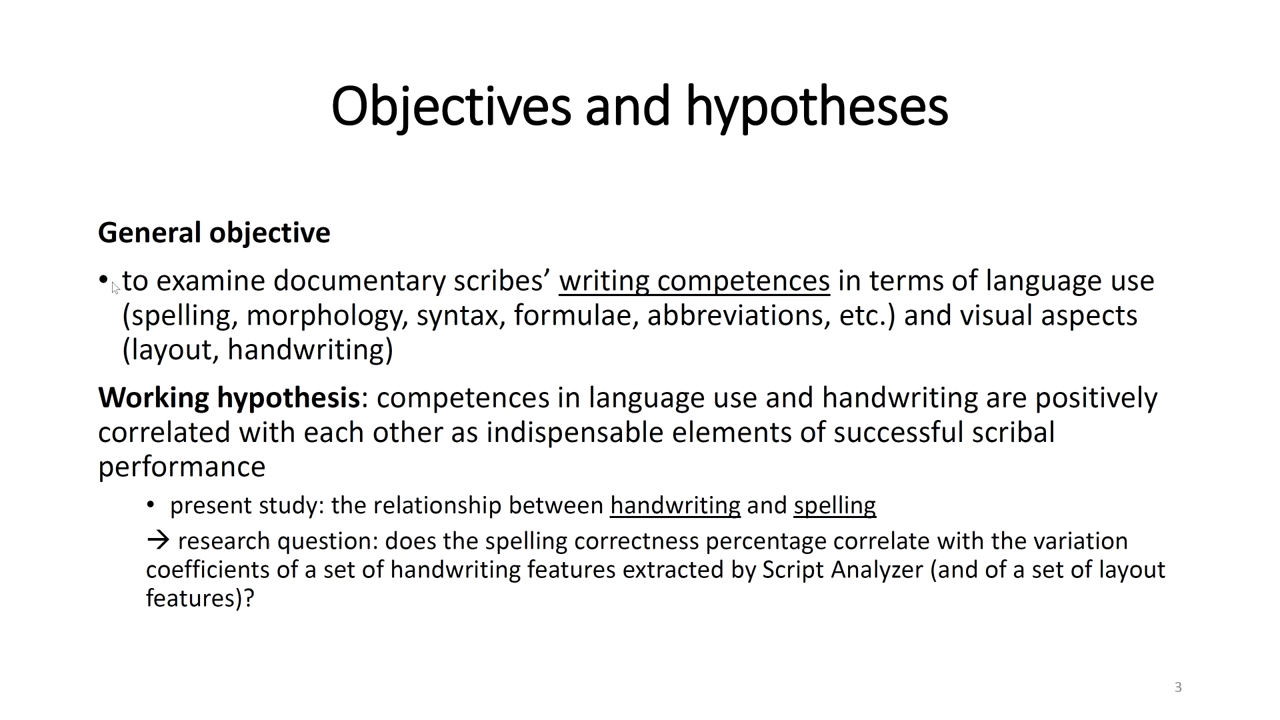 Objectives and hypotheses
General objective
• to examine documentary scribes’ writing competences in terms of language use
(spelling, morphology, syntax, formulae, abbreviations, etc.) and visual aspects
(layout, handwriting)
Working hypothesis: competences in language use and handwriting are positively
correlated with each other as indispensable elements of successful scribal
performance
• present study: the relationship between handwriting and spelling
→ research question: does the spelling correctness percentage correlate with the variation
coefficients of a set of handwriting features extracted by Script Analyzer (and of a set of layout
features)?
3